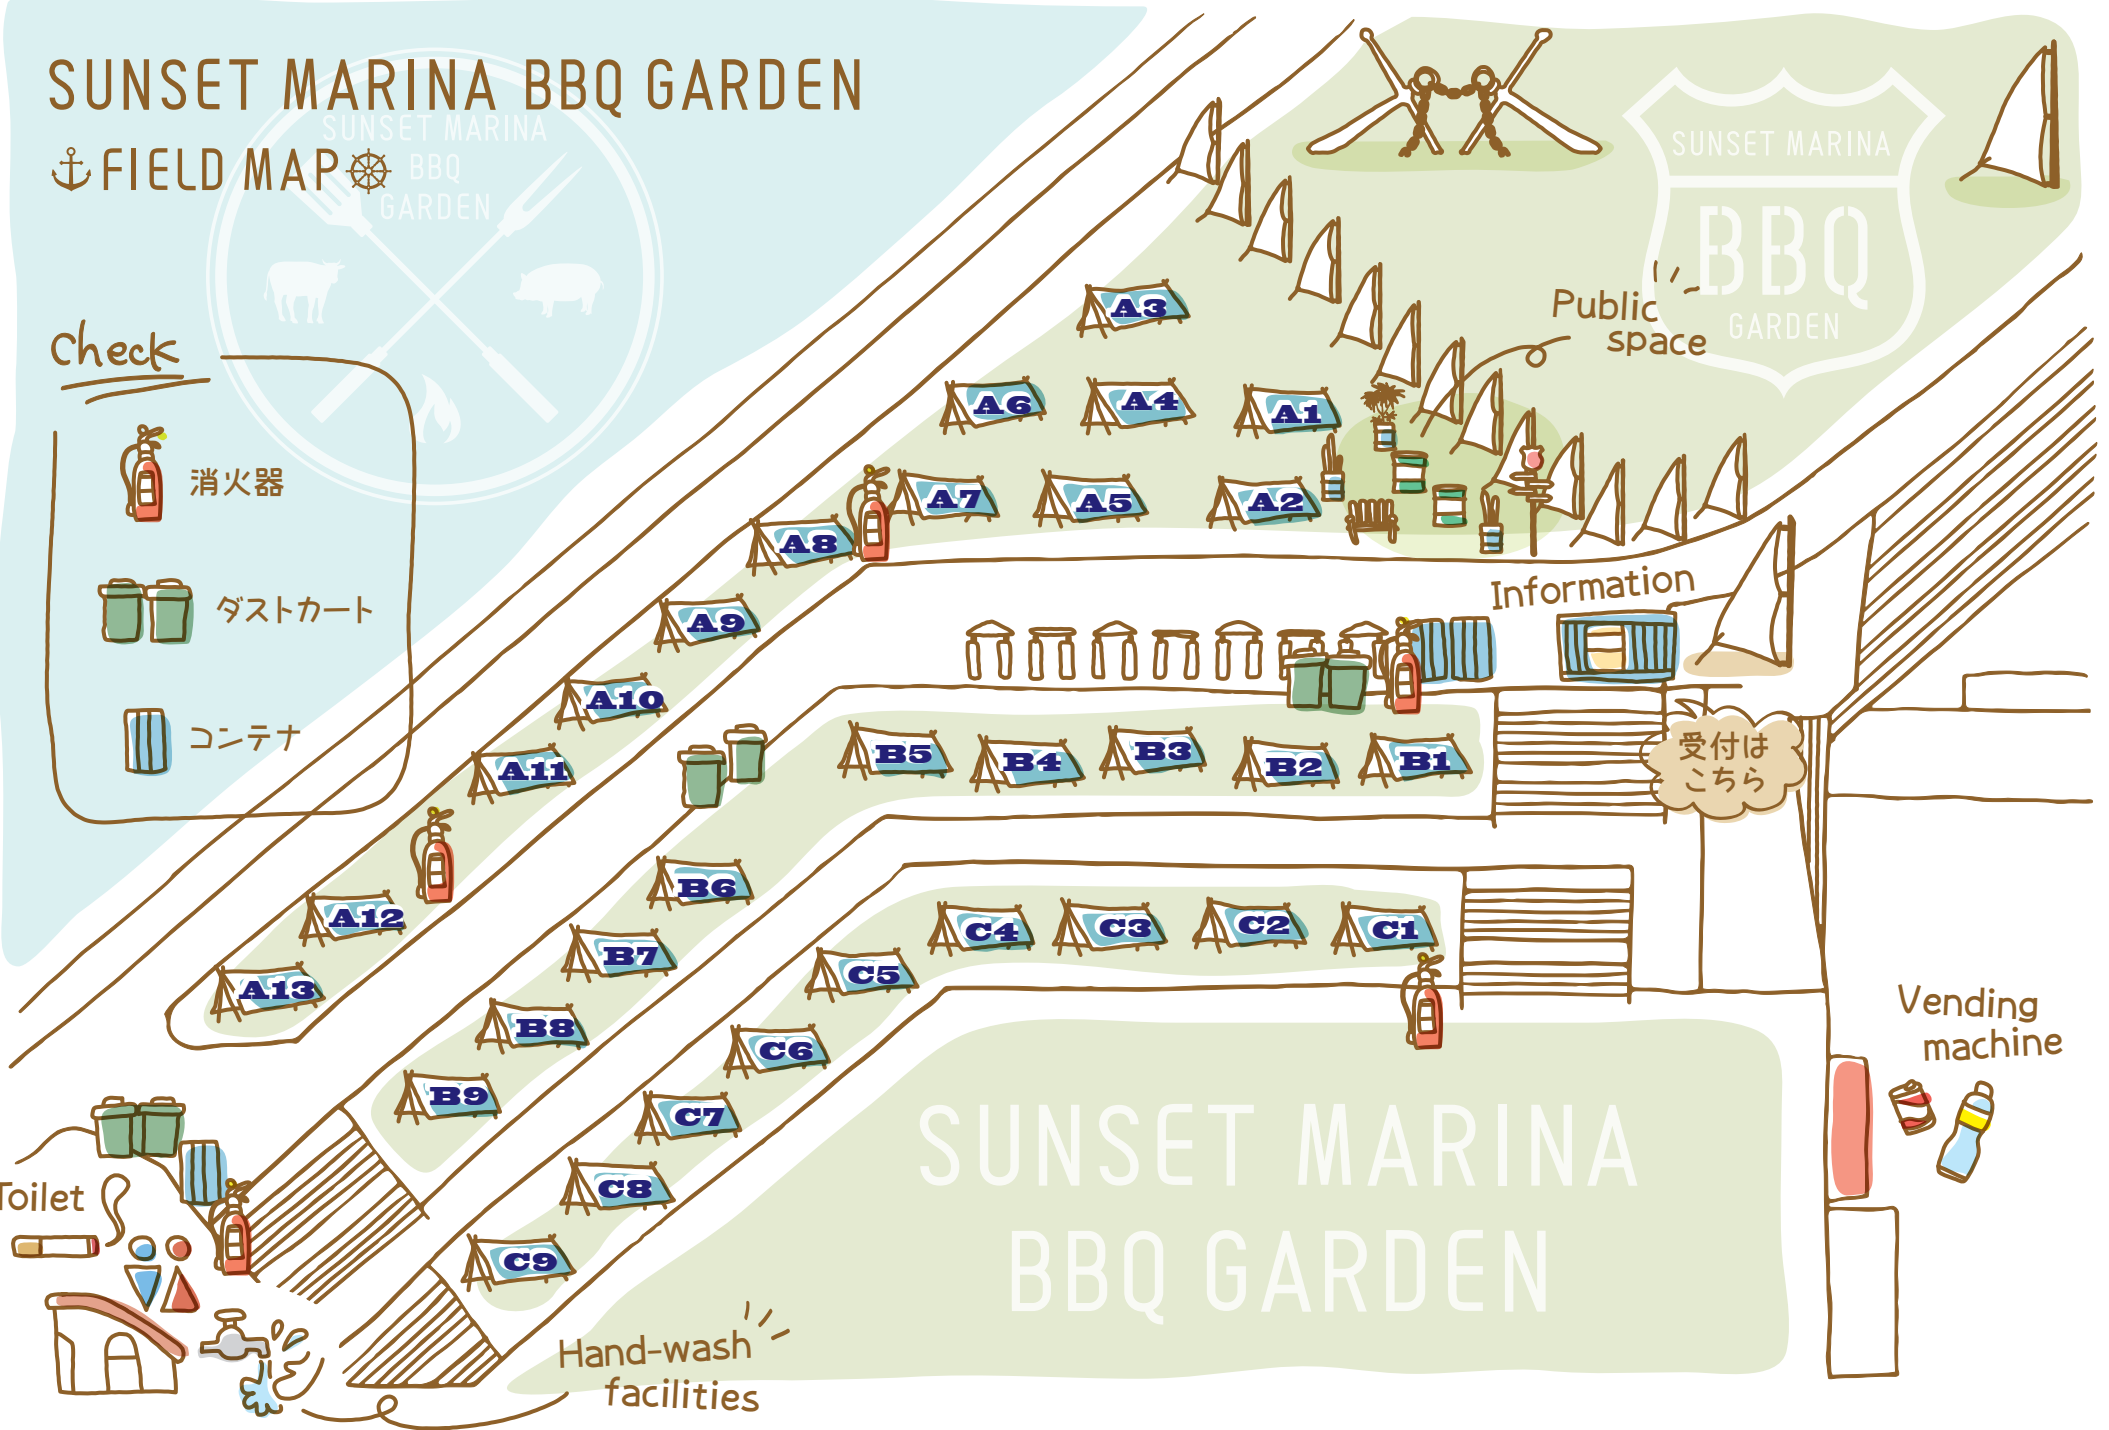 SUNSET MARINA BBQ GARDEN
FIELD MAP
SUNSET MARINA
BBQ
GARDEN
SUNSET MARINA
BBQ
GARDEN
Check
消火器
ダストカート
コンテナ
Public
space
A3
A6
A4
A1
A7
A5
A2
A8
A9
A10
A11
A12
A13
Information
受付は
こちら
B5
B4
B3
B2
B1
B6
B7
B8
B9
C4
C3
C2
C1
C5
C6
C7
C8
C9
Vending
machine
Toilet
Hand-wash
facilities
SUNSET MARINA
BBQ GARDEN